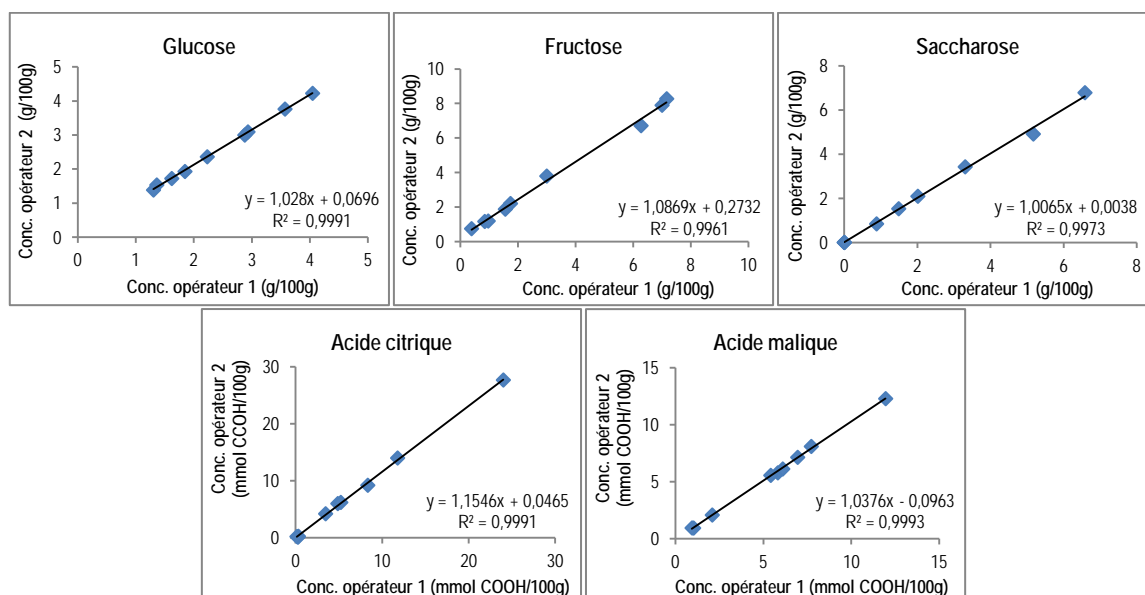 Glucose
Conc. opérateur 2 (g/100g)
5
4
3
2
1
0
y = 1,028x + 0,0696
R² = 0,9991
0 1 2 3 4 5
Conc. opérateur 1 (g/100g)
Fructose
Conc. opérateur 2 (g/100g)
10
8
6
4
2
0
y = 1,0869x + 0,2732
R² = 0,9961
0 2 4 6 8 10
Conc. opérateur 1 (g/100g)
Saccharose
Conc. opérateur 2 (g/100g)
8
6
4
2
0
y = 1,0065x + 0,0038
R² = 0,9973
0 2 4 6 8
Conc. opérateur 1 (g/100g)
Acide citrique
Conc. opérateur 2
(mmol CCOH/100g)
30
20
10
0
y = 1,1546x + 0,0465
R² = 0,9991
0 10 20 30
Conc. opérateur 1 (mmol COOH/100g)
Acide malique
Conc. opérateur 2
(mmol COOH/100g)
15
10
5
0
y = 1,0376x - 0,0963
R² = 0,9993
0 5 10 15
Conc. opérateur 1 (mmol COOH/100g)